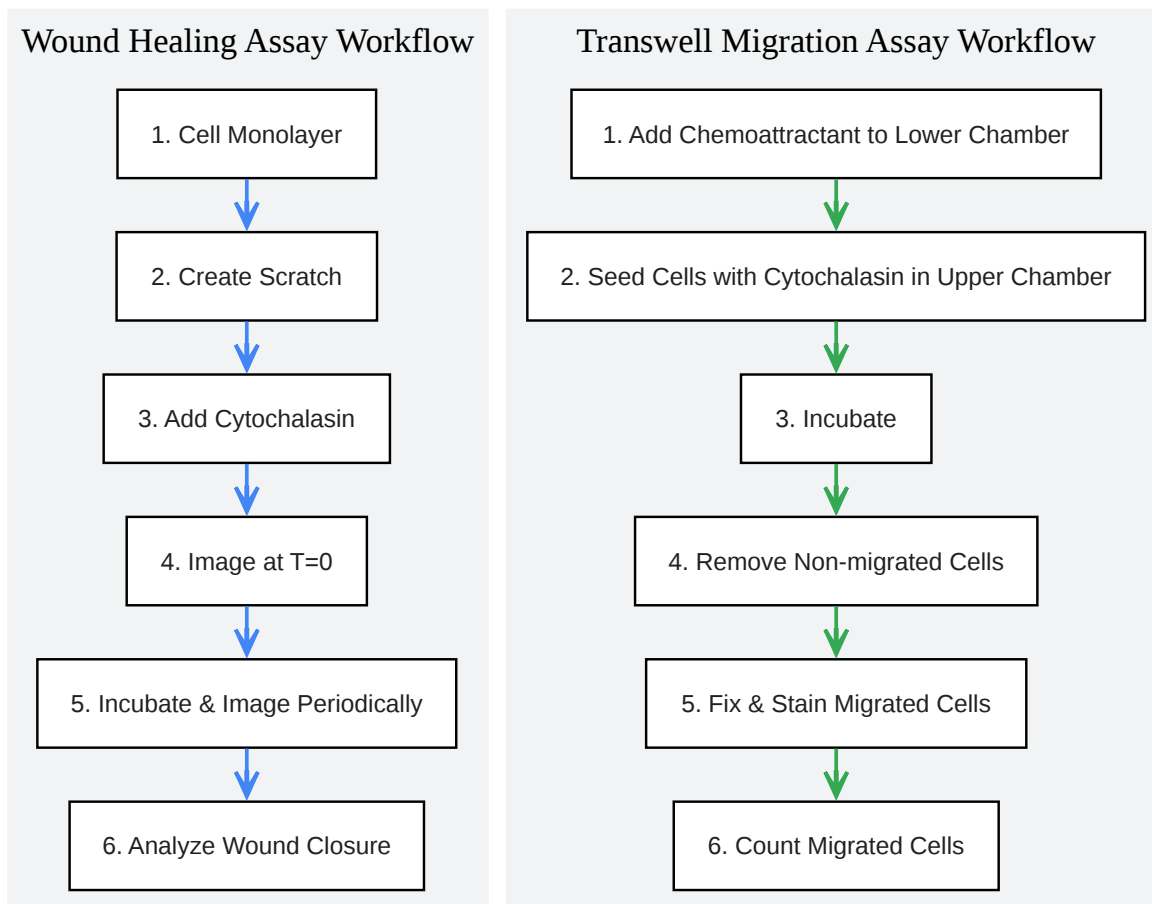 Wound Healing Assay Workflow
1. Cell Monolayer
2. Create Scratch
3. Add Cytochalasin
4. Image at T=0
5. Incubate & Image Periodically
6. Analyze Wound Closure
Transwell Migration Assay Workflow
1. Add Chemoattractant to Lower Chamber
2. Seed Cells with Cytochalasin in Upper Chamber
3. Incubate
4. Remove Non-migrated Cells
5. Fix & Stain Migrated Cells
6. Count Migrated Cells